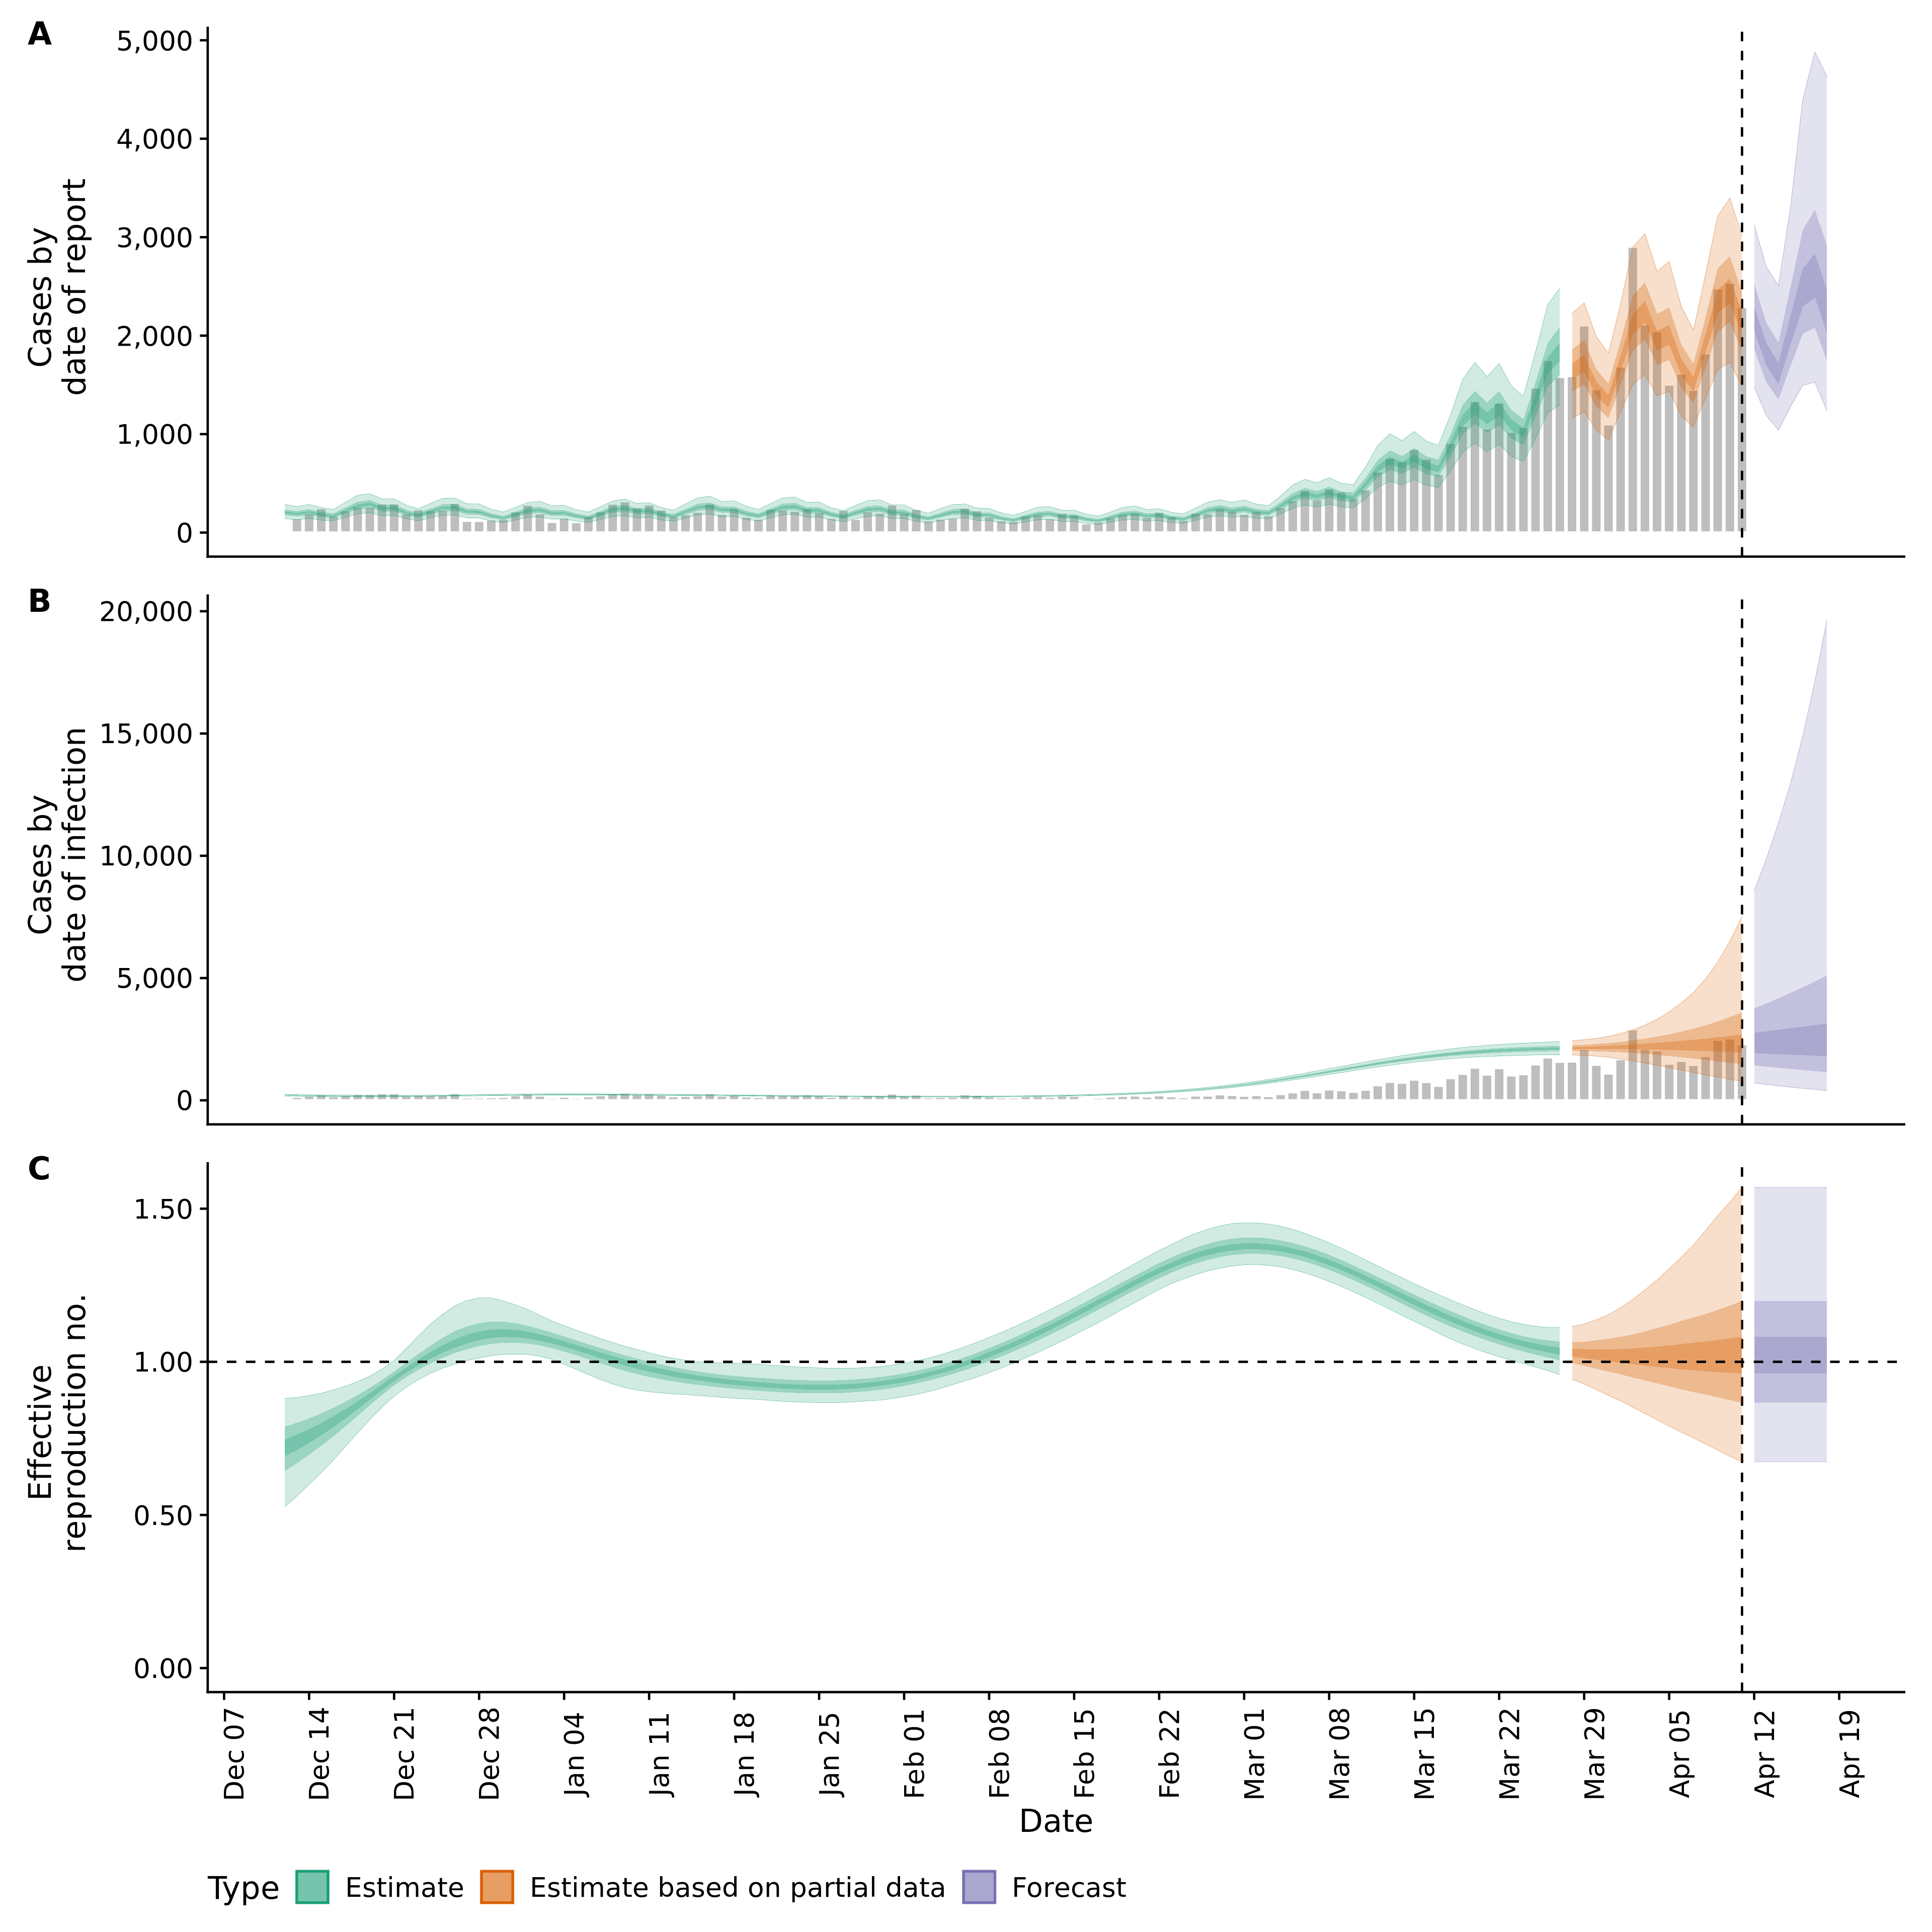 A
5,000
4,000
3,000
2,000
1,000
0
Cases by
date of report
B
20,000
15,000
10,000
5,000
0
Cases by
date of infection
C
1.50
1.00
0.50
0.00
Effective
reproduction no.
Dec 07
Dec 14
Dec 21
Dec 28
Jan 04
Jan 11
Jan 18
Jan 25
Feb 01
Feb 08
Feb 15
Feb 22
Mar 01
Mar 08
Mar 15
Mar 22
Mar 29
Apr 05
Apr 12
Apr 19
Date
Type Estimate Estimate based on partial data Forecast